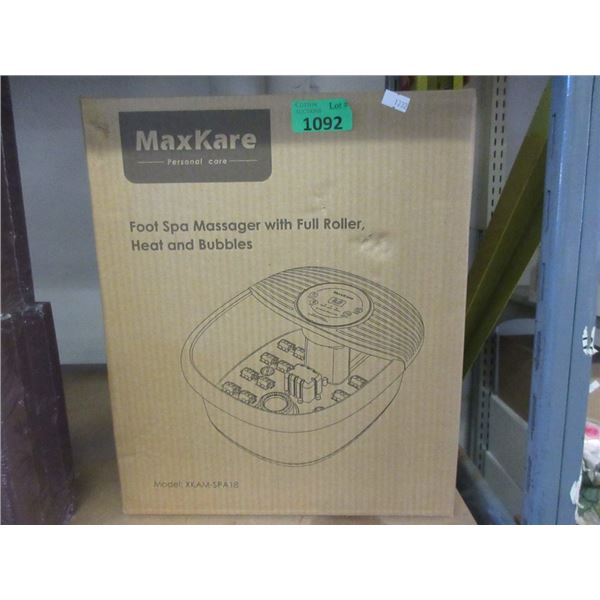 MaxKare
Personal care
Lot #
1092
Foot Spa Massager with Full Roller,
Heat and Bubbles
Model: XKAM-SPA18